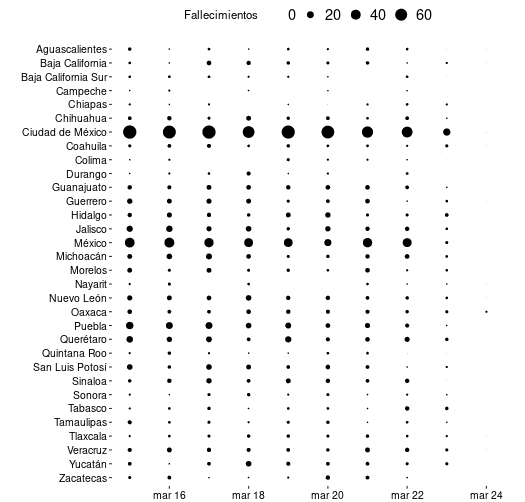 Fallecimientos 0 20 40 60
Aguascalientes
Baja California
Baja California Sur
Campeche
Chiapas
Chihuahua
Ciudad de México
Coahuila
Colima
Durango
Guanajuato
Guerrero
Hidalgo
Jalisco
México
Michoacán
Morelos
Nayarit
Nuevo León
Oaxaca
Puebla
Querétaro
Quintana Roo
San Luis Potosí
Sinaloa
Sonora
Tabasco
Tamaulipas
Tlaxcala
Veracruz
Yucatán
Zacatecas
mar 16 mar 18 mar 20 mar 22 mar 24